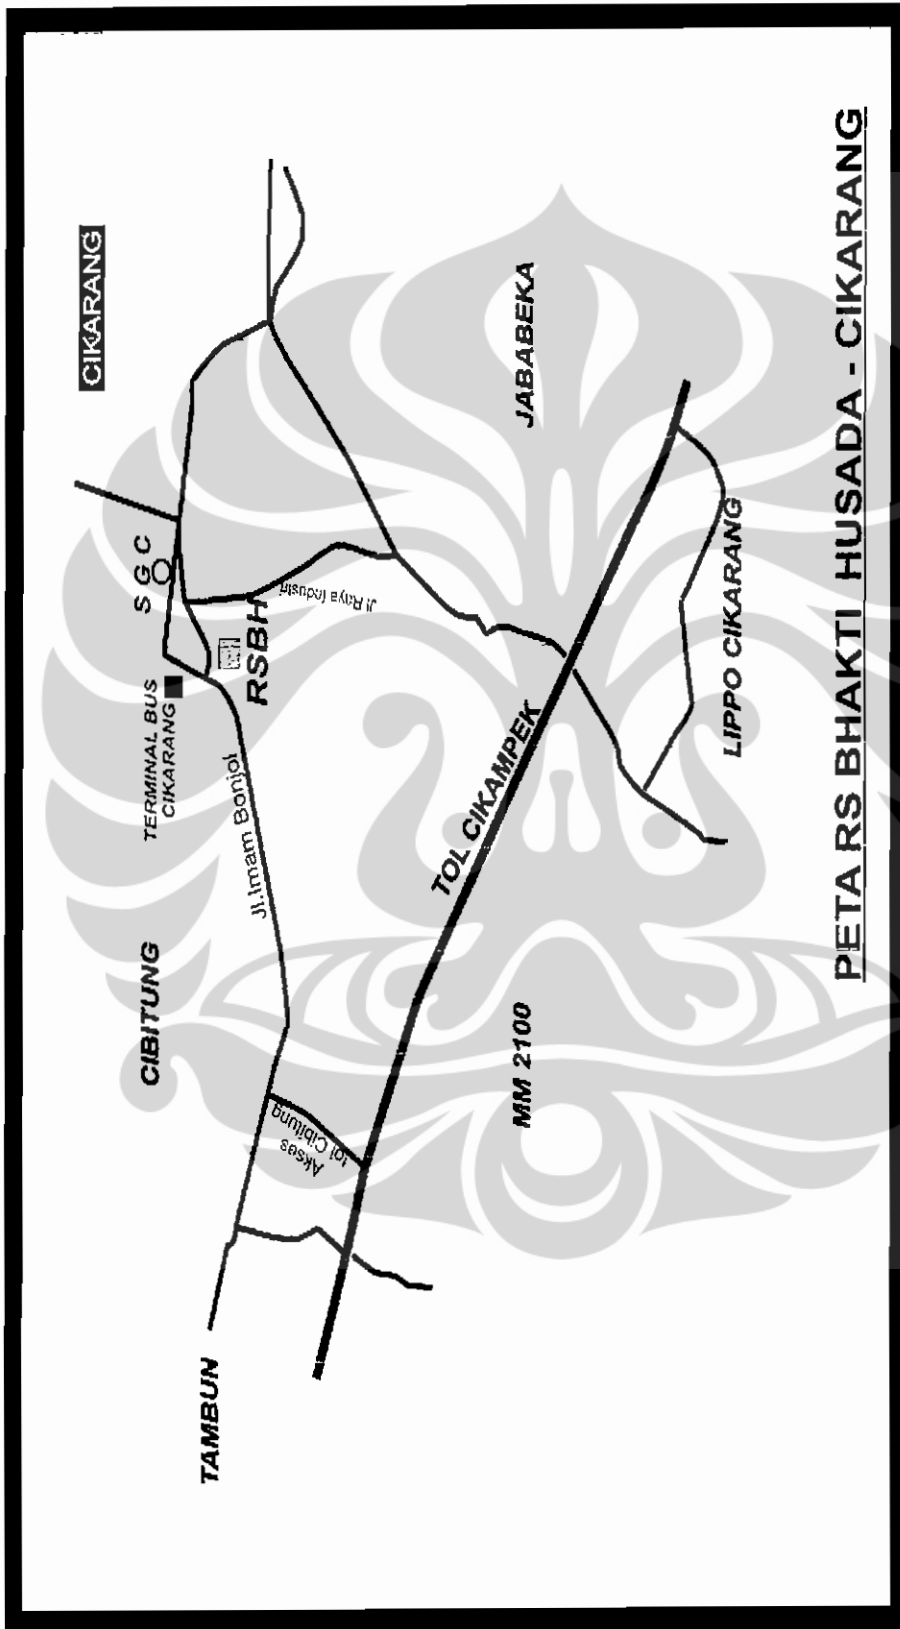 CIKARANG
S G C
TERMINAL BUS
CIKARANG
RSBH
Jl Raya Industri
Jl.Imam Bonjol
CIBITUNG
JABABEKA
TOL CIKAMPEK
LIPPO CIKARANG
Akses
tol Cibitung
MM 2100
TAMBUN
PETA RS BHAKTI HUSADA - CIKARANG